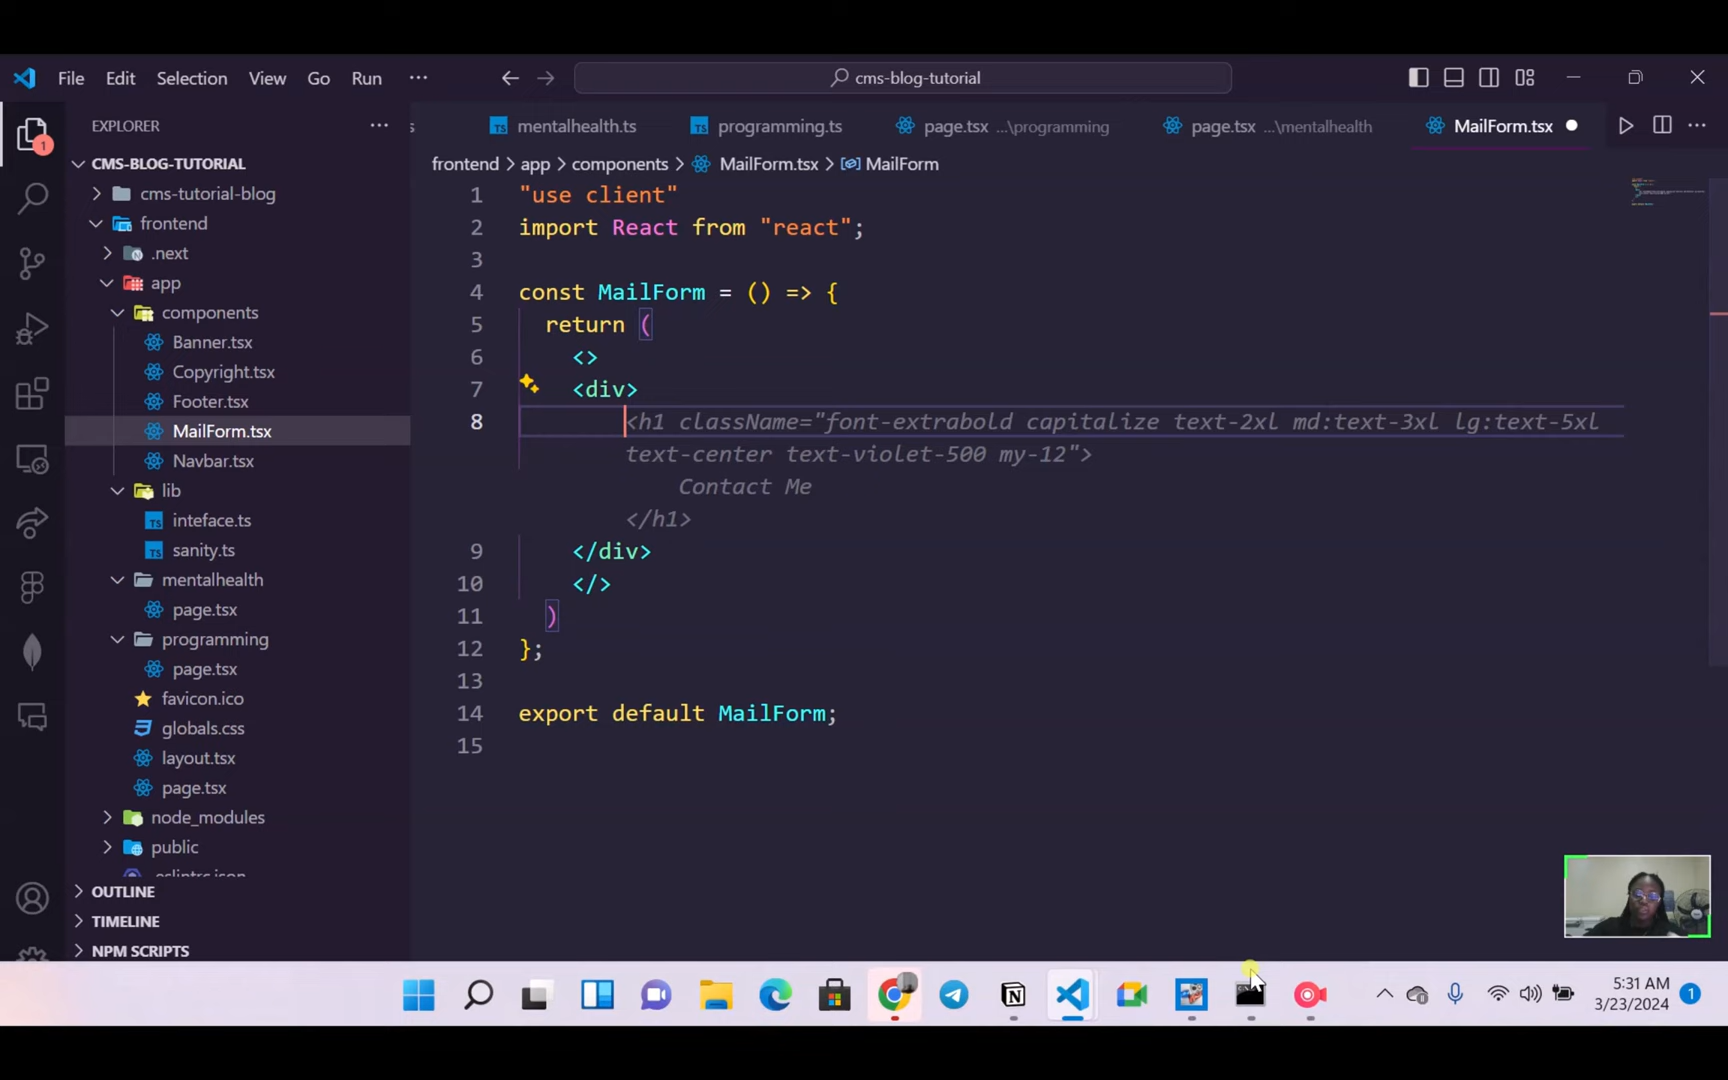 File Edit Selection View Go Run ··· cms-blog-tutorial
EXPLORER ···
CMS-BLOG-TUTORIAL
cms-tutorial-blog
frontend
.next
app
components
Banner.tsx
Copyright.tsx
Footer.tsx
MailForm.tsx
Navbar.tsx
lib
inteface.ts
sanity.ts
mentalhealth
page.tsx
programming
page.tsx
favicon.ico
globals.css
layout.tsx
page.tsx
node_modules
public
.eslintrc.json
OUTLINE
TIMELINE
NPM SCRIPTS
s TS mentalhealth.ts TS programming.ts page.tsx ...\programming page.tsx ...\mentalhealth MailForm.tsx
frontend > app > components > MailForm.tsx > MailForm
1 "use client"
2 import React from "react";
3
4 const MailForm = () => {
5 return (
6 <>
7 <div>
8 <h1 className="font-extrabold capitalize text-2xl md:text-3xl lg:text-5xl
text-center text-violet-500 my-12">
Contact Me
</h1>
9 </div>
10 </>
11 )
12 };
13
14 export default MailForm;
15
5:31 AM
3/23/2024
1